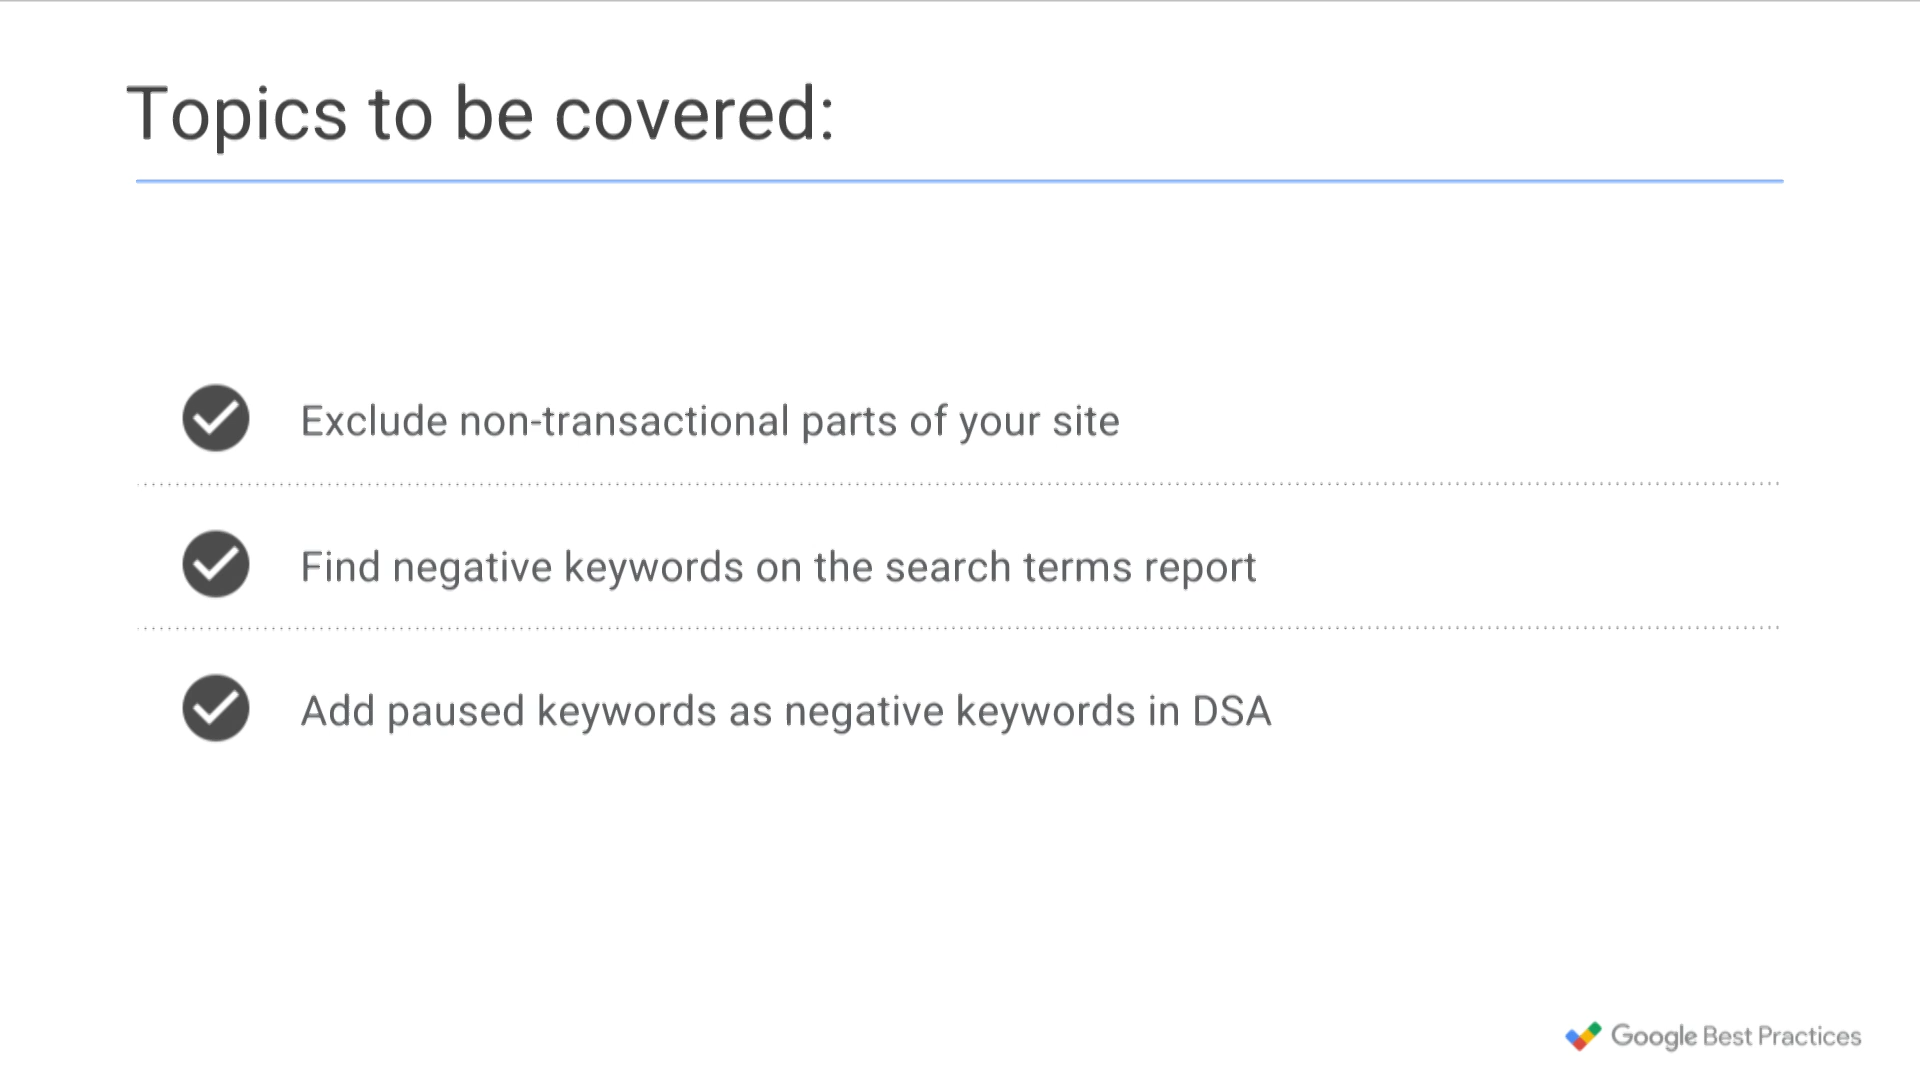 Topics to be covered:
Exclude non-transactional parts of your site
Find negative keywords on the search terms report
Add paused keywords as negative keywords in DSA
Google Best Practices